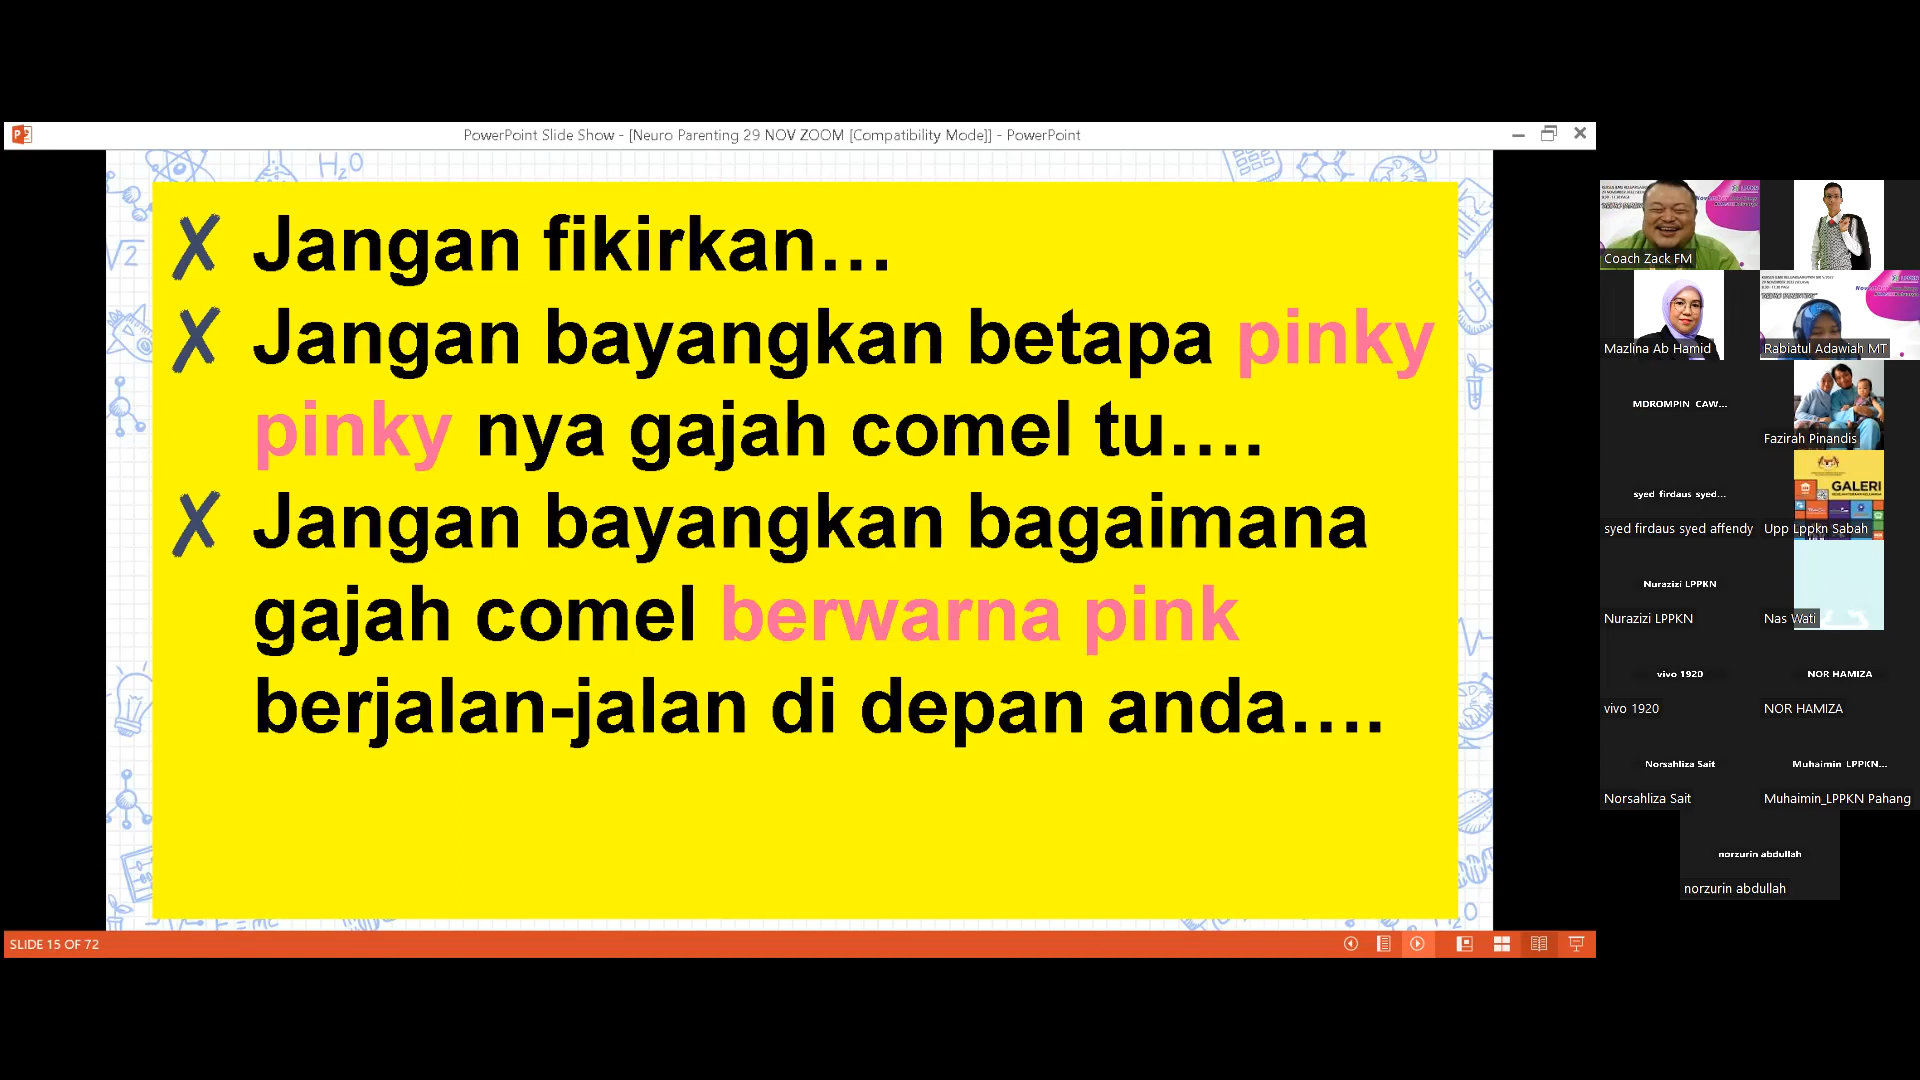 PowerPoint Slide Show - [Neuro Parenting 29 NOV ZOOM [Compatibility Mode]] - PowerPoint
H₂O
√2
Jangan fikirkan…
Jangan bayangkan betapa pinky
pinky nya gajah comel tu….
Jangan bayangkan bagaimana
gajah comel berwarna pink
berjalan-jalan di depan anda….
SLIDE 15 OF 72
LPPKN
Coach Zack FM
Mazlina Ab Hamid
LPPKN
Rabiatul Adawiah MT
MDROMPIN CAW...
Fazirah Pinandis
syed firdaus syed...
syed firdaus syed affendy
GALERI
Upp Lppkn Sabah
Nurazizi LPPKN
Nurazizi LPPKN
Nas Wati
vivo 1920
vivo 1920
NOR HAMIZA
NOR HAMIZA
Norsahliza Sait
Norsahliza Sait
Muhaimin_LPPKN...
Muhaimin_LPPKN Pahang
norzurin abdullah
norzurin abdullah